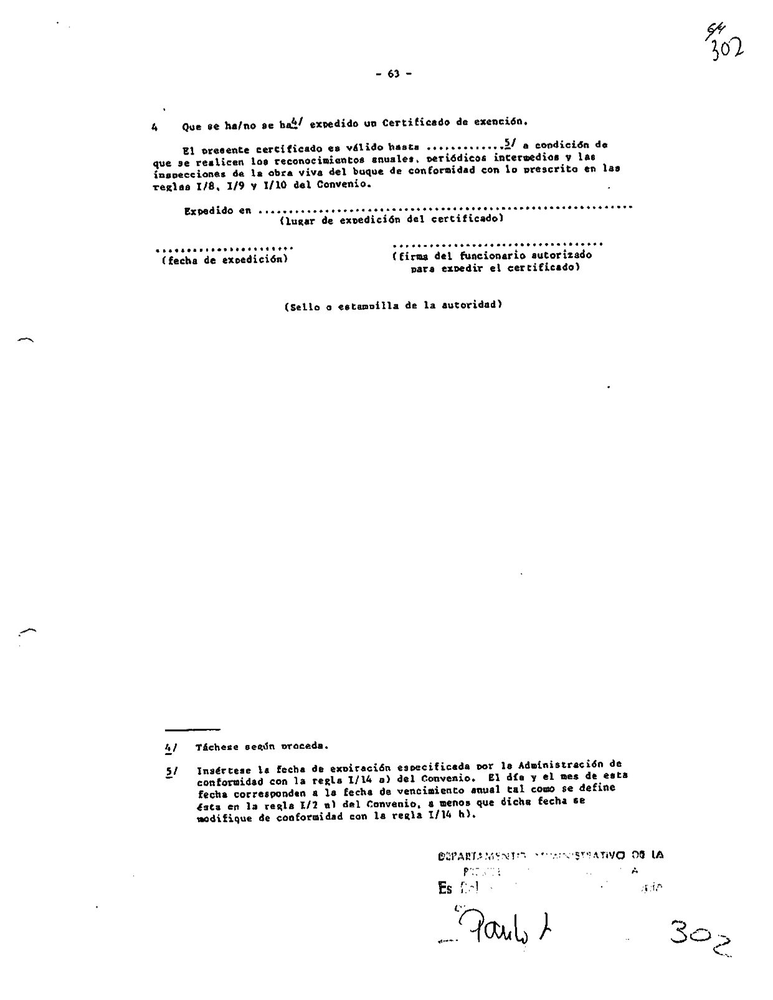 64
302
- 63 -
4 Que se ha/no se ha4/ expedido un Certificado de exención.
El presente certificado es válido hasta .............5/ a condición de
que se realicen los reconocimientos anuales, periódicos intermedios y las
inspecciones de la obra viva del buque de conformidad con lo prescrito en las
reglas I/8, I/9 y I/10 del Convenio.
Expedido en .............................................................
(lugar de expedición del certificado)
....................... ...................................
(fecha de expedición) (firma del funcionario autorizado
para expedir el certificado)
(Sello o estampilla de la autoridad)
4/ Táchese según proceda.
5/ Insértese la fecha de expiración especificada por la Administración de
conformidad con la regla I/14 a) del Convenio. El día y el mes de esta
fecha corresponden a la fecha de vencimiento anual tal como se define
ésta en la regla I/2 n) del Convenio, a menos que dicha fecha se
modifique de conformidad con la regla I/14 h).
DEPARTAMENTO ADMINISTRATIVO DE LA
Es
302